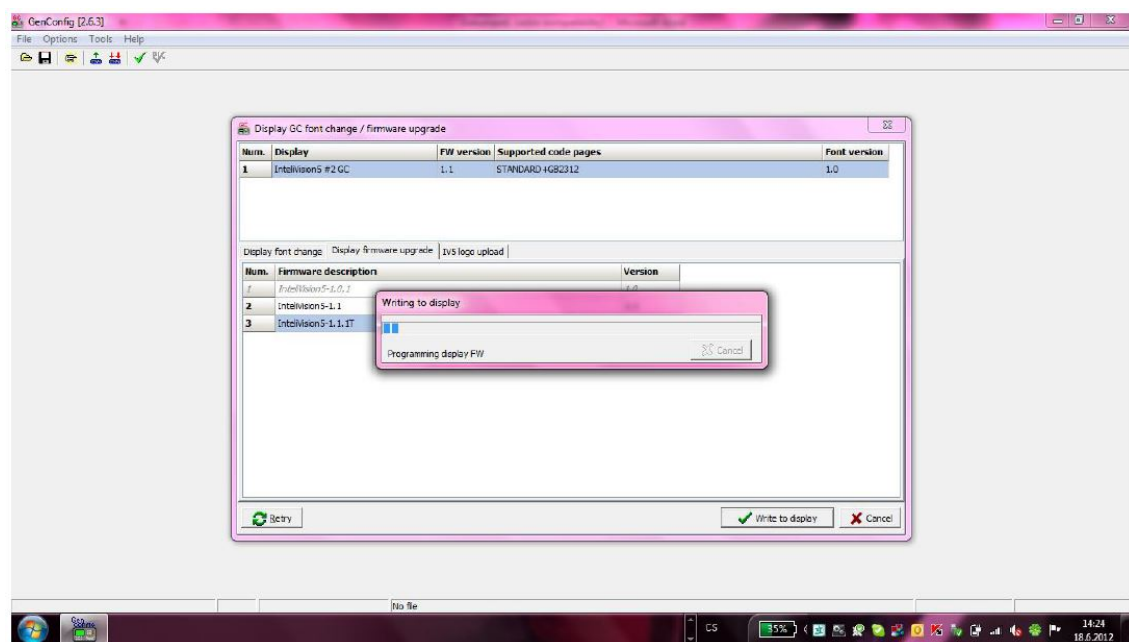 GenConfig [2.6.3]
File Options Tools Help
Display GC font change / firmware upgrade
Num. Display FW version Supported code pages Font version
1 InteliVision5 #2 GC 1.1 STANDARD+GB2312 1.0
Display font change Display firmware upgrade IV5 logo upload
Num. Firmware description Version
1 InteliVision5-1.0.1 1.0
2 InteliVision5-1.1
3 InteliVision5-1.1.1T
Writing to display
Programming display FW Cancel
Retry Write to display Cancel
No file
CS 35% 14:24
18.6.2012